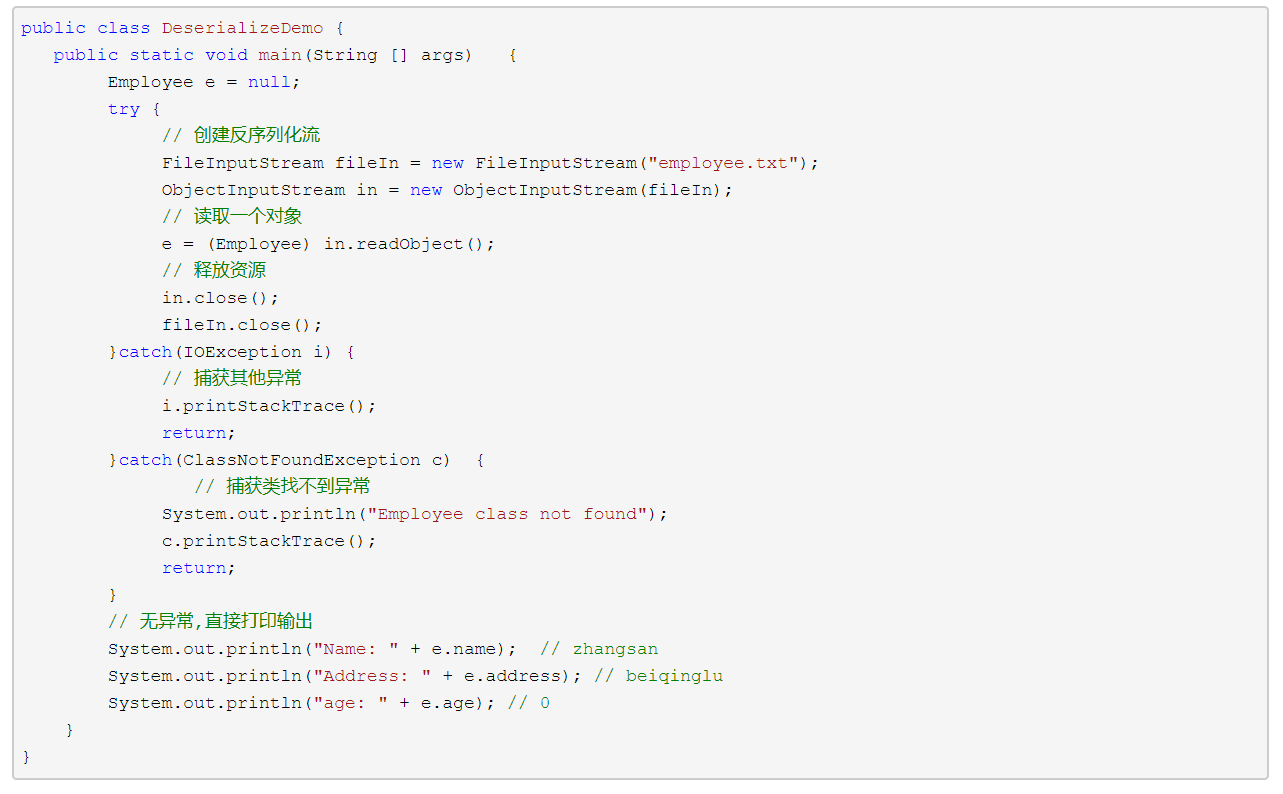 public class DeserializeDemo {
   public static void main(String [] args)   {
        Employee e = null;
        try {
             // 创建反序列化流
             FileInputStream fileIn = new FileInputStream("employee.txt");
             ObjectInputStream in = new ObjectInputStream(fileIn);
             // 读取一个对象
             e = (Employee) in.readObject();
             // 释放资源
             in.close();
             fileIn.close();
        }catch(IOException i) {
             // 捕获其他异常
             i.printStackTrace();
             return;
        }catch(ClassNotFoundException c)  {
                // 捕获类找不到异常
             System.out.println("Employee class not found");
             c.printStackTrace();
             return;
        }
        // 无异常,直接打印输出
        System.out.println("Name: " + e.name);  // zhangsan
        System.out.println("Address: " + e.address); // beiqinglu
        System.out.println("age: " + e.age); // 0
    }
}